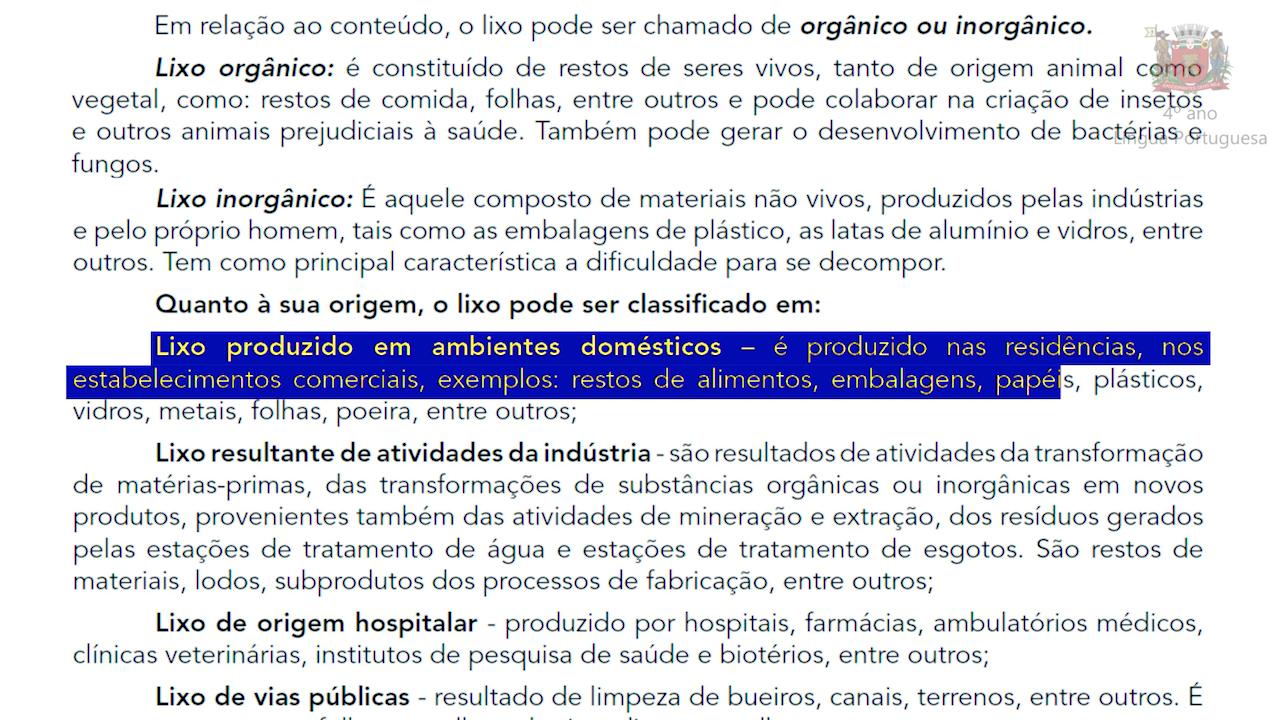 Em relação ao conteúdo, o lixo pode ser chamado de orgânico ou inorgânico.
Lixo orgânico: é constituído de restos de seres vivos, tanto de origem animal como
vegetal, como: restos de comida, folhas, entre outros e pode colaborar na criação de insetos
e outros animais prejudiciais à saúde. Também pode gerar o desenvolvimento de bactérias e
fungos.
4º ano
Língua Portuguesa
Lixo inorgânico: É aquele composto de materiais não vivos, produzidos pelas indústrias
e pelo próprio homem, tais como as embalagens de plástico, as latas de alumínio e vidros, entre
outros. Tem como principal característica a dificuldade para se decompor.
Quanto à sua origem, o lixo pode ser classificado em:
Lixo produzido em ambientes domésticos – é produzido nas residências, nos
estabelecimentos comerciais, exemplos: restos de alimentos, embalagens, papéis, plásticos,
vidros, metais, folhas, poeira, entre outros;
Lixo resultante de atividades da indústria - são resultados de atividades da transformação
de matérias-primas, das transformações de substâncias orgânicas ou inorgânicas em novos
produtos, provenientes também das atividades de mineração e extração, dos resíduos gerados
pelas estações de tratamento de água e estações de tratamento de esgotos. São restos de
materiais, lodos, subprodutos dos processos de fabricação, entre outros;
Lixo de origem hospitalar - produzido por hospitais, farmácias, ambulatórios médicos,
clínicas veterinárias, institutos de pesquisa de saúde e biotérios, entre outros;
Lixo de vias públicas - resultado de limpeza de bueiros, canais, terrenos, entre outros. É